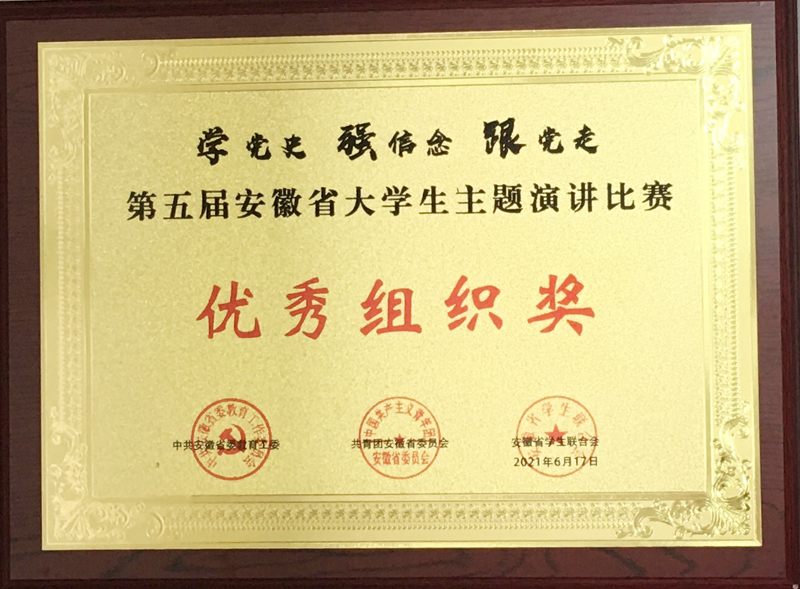 学党史 强信念 跟党走
第五届安徽省大学生主题演讲比赛
优秀组织奖
中共安徽省委教育工委 共青团安徽省委员会 安徽省学生联合会
2021年6月17日